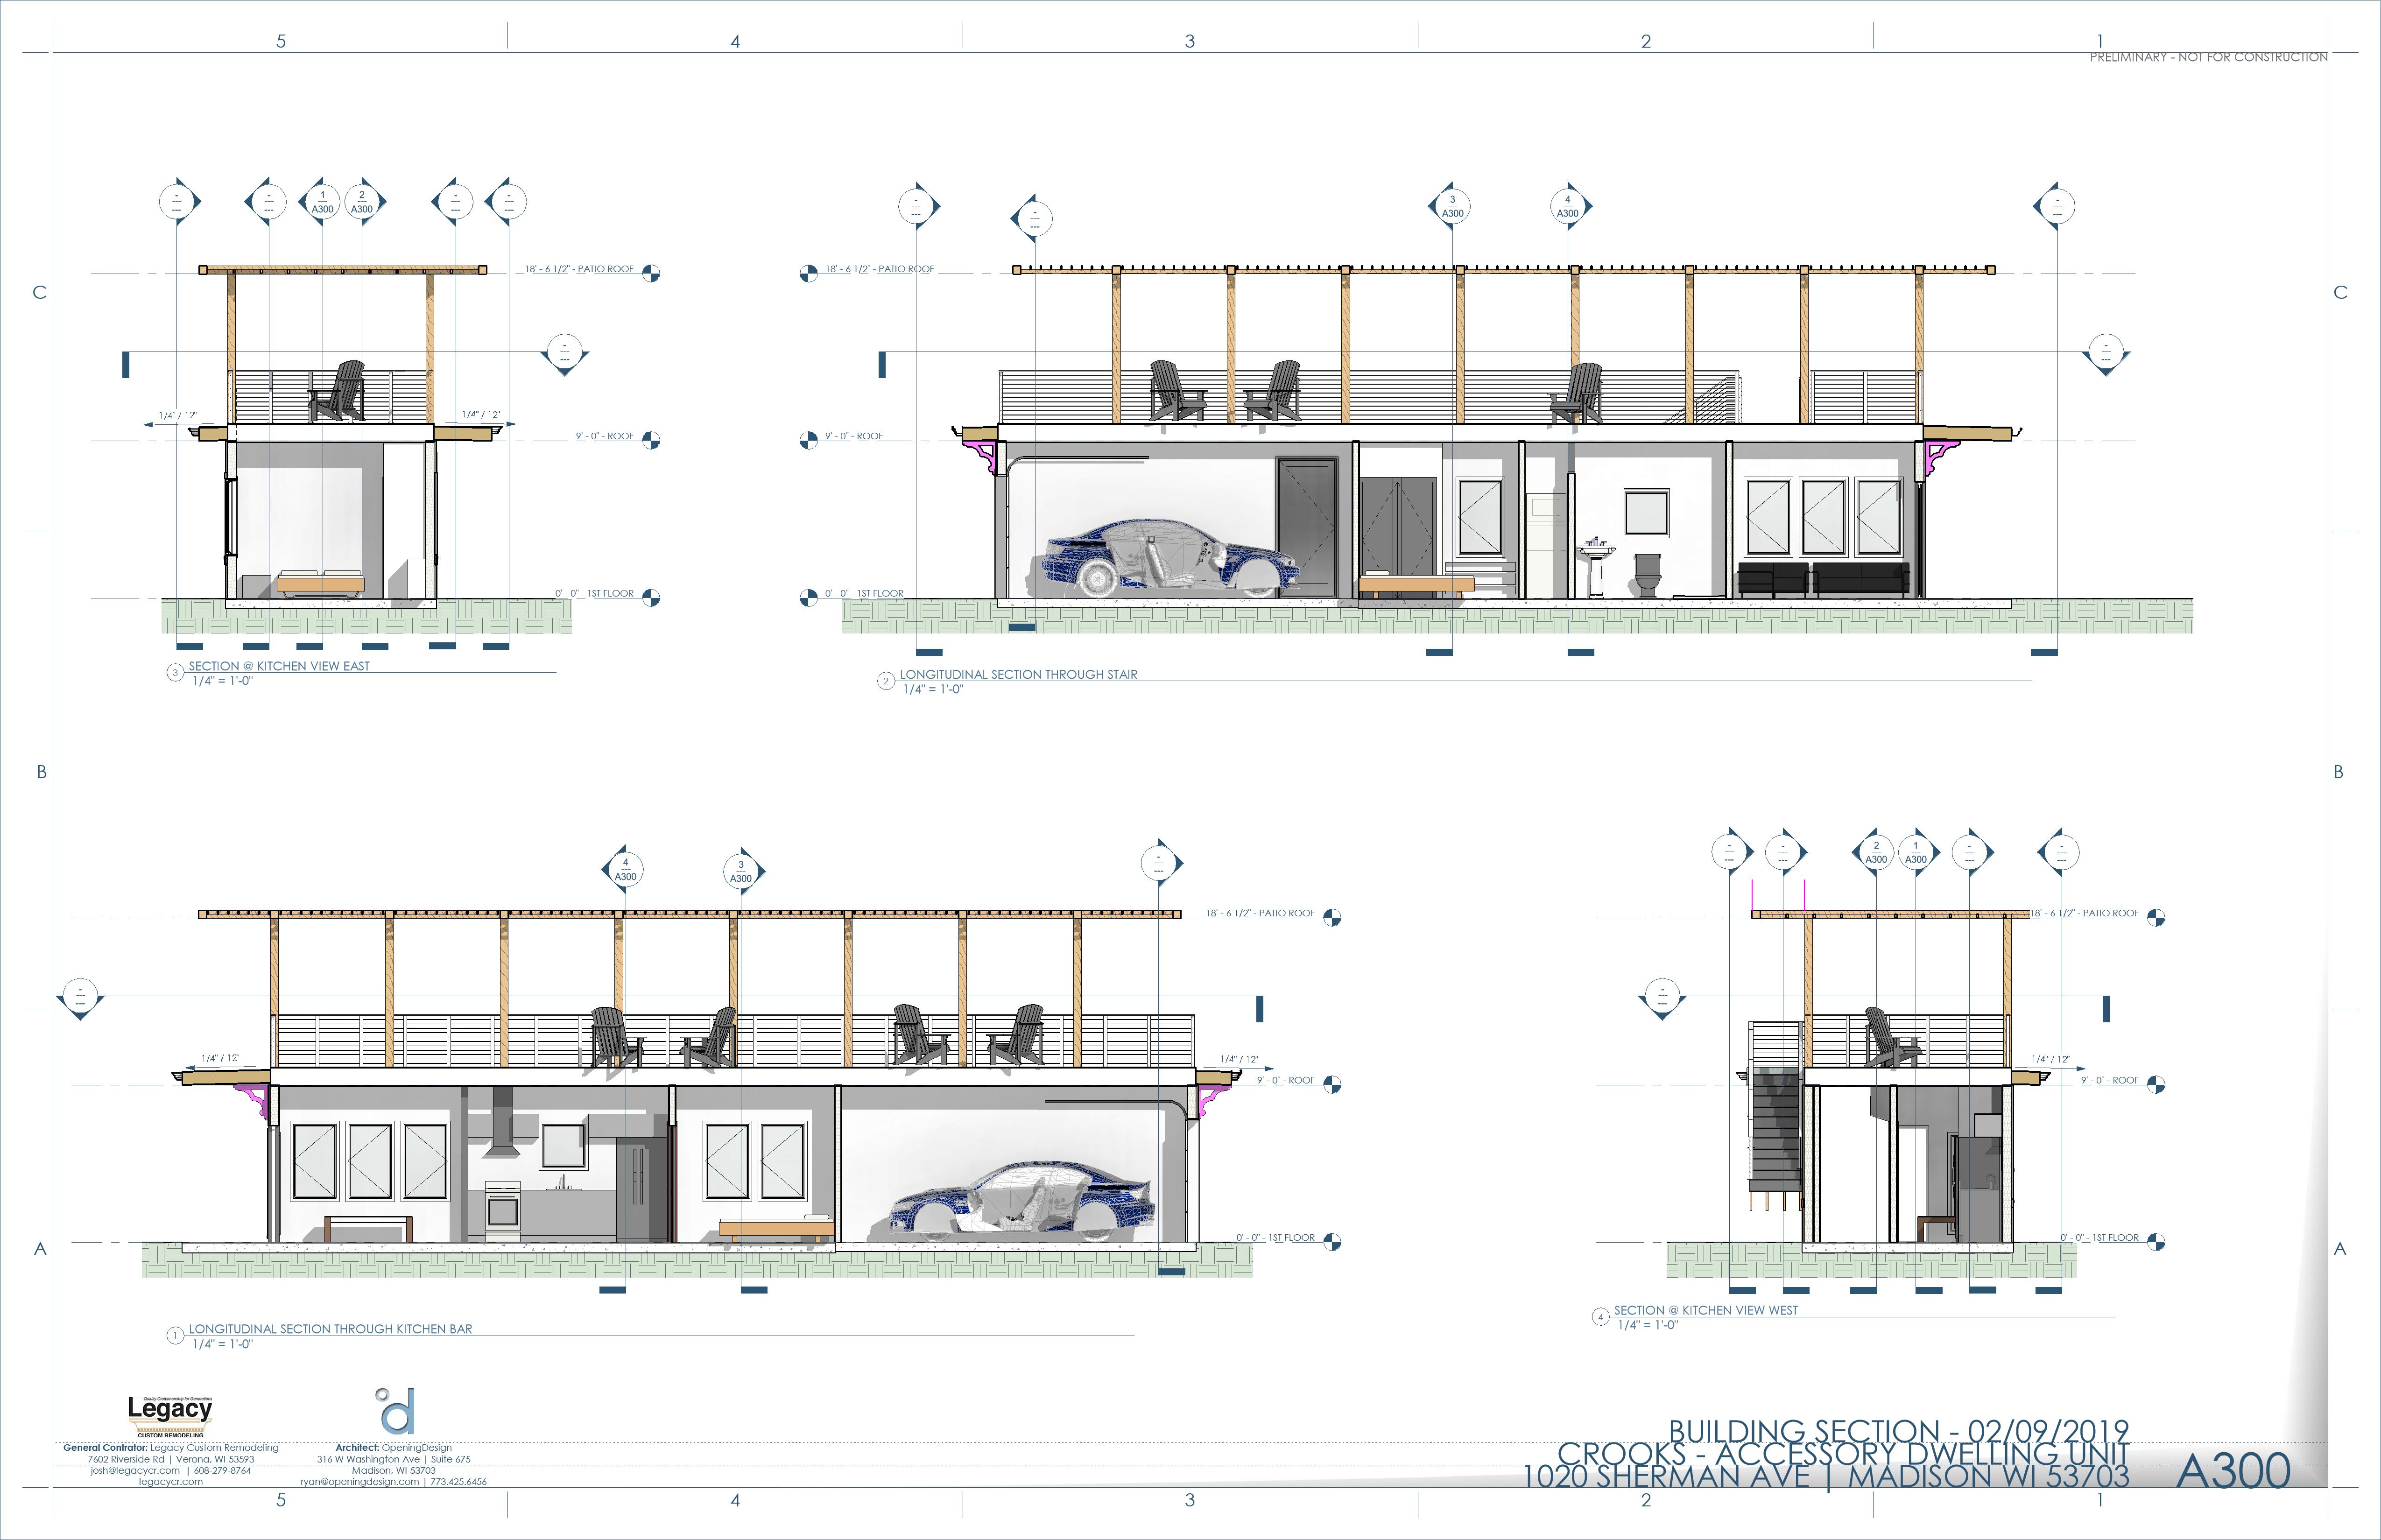 5 4 3 2 1
PRELIMINARY - NOT FOR CONSTRUCTION
- --- - --- 1 A300 2 A300 - --- - ---
- --- - --- 3 A300 4 A300 - ---
18' - 6 1/2" - PATIO ROOF
18' - 6 1/2" - PATIO ROOF
C C
- ---
- ---
1/4" / 12" 1/4" / 12"
9' - 0" - ROOF
9' - 0" - ROOF
0' - 0" - 1ST FLOOR
0' - 0" - 1ST FLOOR
3 SECTION @ KITCHEN VIEW EAST
1/4" = 1'-0"
2 LONGITUDINAL SECTION THROUGH STAIR
1/4" = 1'-0"
B B
4 A300 3 A300 - ---
- --- - --- 2 A300 1 A300 - --- - ---
18' - 6 1/2" - PATIO ROOF
18' - 6 1/2" - PATIO ROOF
- ---
- ---
1/4" / 12" 1/4" / 12"
1/4" / 12"
9' - 0" - ROOF
9' - 0" - ROOF
A A
0' - 0" - 1ST FLOOR
0' - 0" - 1ST FLOOR
1 LONGITUDINAL SECTION THROUGH KITCHEN BAR
1/4" = 1'-0"
4 SECTION @ KITCHEN VIEW WEST
1/4" = 1'-0"
Quality Craftsmanship for Generations
Legacy
CUSTOM REMODELING
General Contrator: Legacy Custom Remodeling
7602 Riverside Rd | Verona, WI 53593
josh@legacycr.com | 608-279-8764
legacycr.com
d
Architect: OpeningDesign
316 W Washington Ave | Suite 675
Madison, WI 53703
ryan@openingdesign.com | 773.425.6456
BUILDING SECTION - 02/09/2019
CROOKS - ACCESSORY DWELLING UNIT
1020 SHERMAN AVE | MADISON WI 53703
A300
5 4 3 2 1